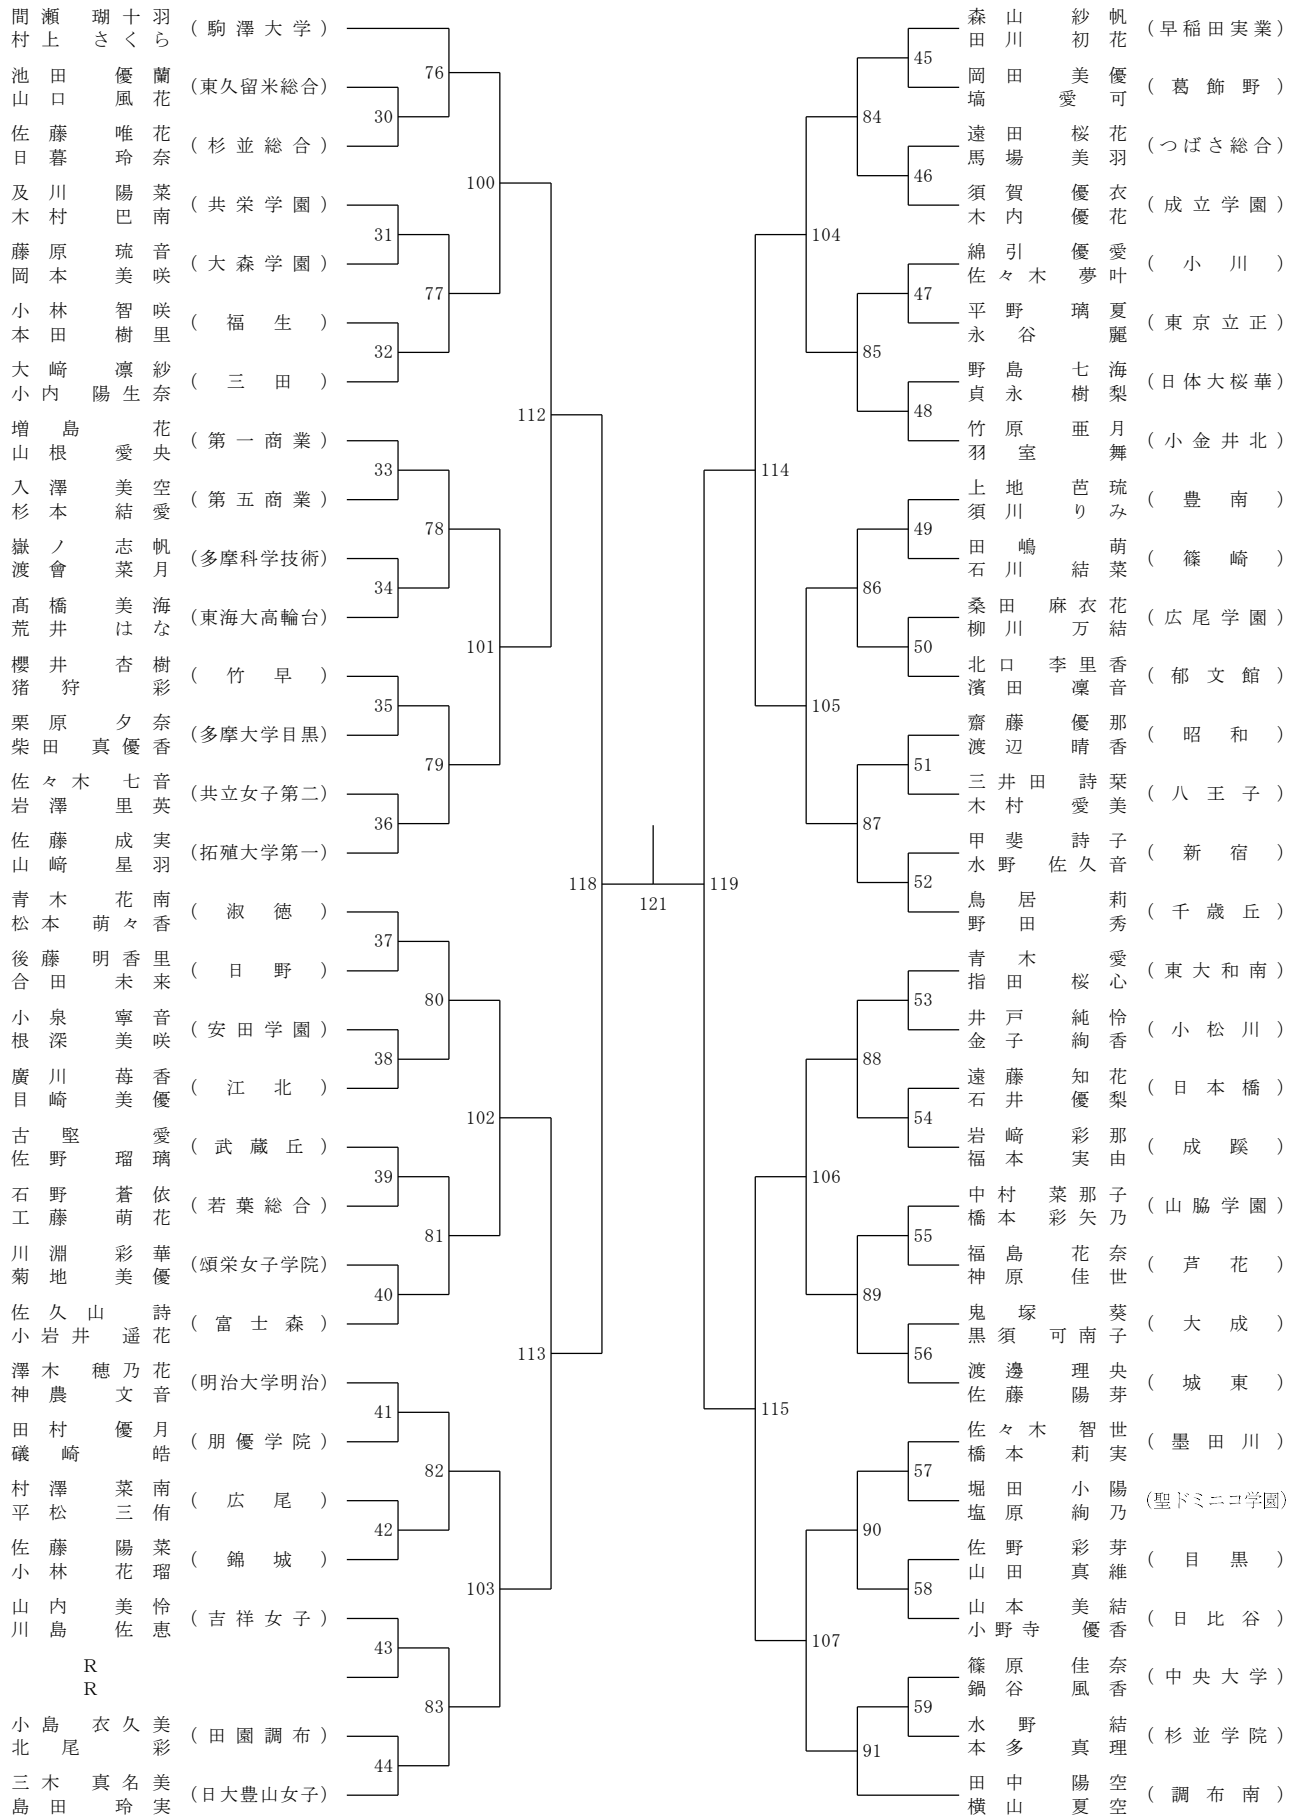 間瀬 瑚十羽
村上 さくら (駒澤大学)
池田 優蘭
山口 風花 (東久留米総合)
佐藤 唯花
日暮 玲奈 (杉並総合)
及川 陽菜
木村 巴南 (共栄学園)
藤原 琉音
岡本 美咲 (大森学園)
小林 智咲
本田 樹里 (福生)
大﨑 凛紗
小内 陽生奈 (三田)
増島 花
山根 愛央 (第一商業)
入澤 美空
杉本 結愛 (第五商業)
嶽ノ 志帆
渡會 菜月 (多摩科学技術)
髙橋 美海
荒井 はな (東海大高輪台)
櫻井 杏樹
猪狩 彩 (竹早)
栗原 夕奈
柴田 真優香 (多摩大学目黒)
佐々木 七音
岩澤 里英 (共立女子第二)
佐藤 成実
山﨑 星羽 (拓殖大学第一)
青木 花南
松本 萌々香 (淑徳)
後藤 明香里
合田 未来 (日野)
小泉 寧音
根深 美咲 (安田学園)
廣川 苺香
目崎 美優 (江北)
古堅 愛
佐野 瑠璃 (武蔵丘)
石野 蒼依
工藤 萌花 (若葉総合)
川淵 彩華
菊地 美優 (頌栄女子学院)
佐久山 詩
小岩井 遥花 (富士森)
澤木 穂乃花
神農 文音 (明治大学明治)
田村 優月
礒崎 皓 (朋優学院)
村澤 菜南
平松 三侑 (広尾)
佐藤 陽菜
小林 花瑠 (錦城)
山内 美怜
川島 佐恵 (吉祥女子)
R
R
小島 衣久美
北尾 彩 (田園調布)
三木 真名美
島田 玲実 (日大豊山女子)
76
30
100
31
77
32
112
33
78
34
101
35
79
36
118
37
80
38
102
39
81
40
113
41
82
42
103
43
83
44
121
森山 紗帆
田川 初花 (早稲田実業)
岡田 美優
塙 愛可 (葛飾野)
遠田 桜花
馬場 美羽 (つばさ総合)
須賀 優衣
木内 優花 (成立学園)
綿引 優愛
佐々木 夢叶 (小川)
平野 璃夏
永谷 麗 (東京立正)
野島 七海
貞永 樹梨 (日体大桜華)
竹原 亜月
羽室 舞 (小金井北)
上地 芭琉
須川 りみ (豊南)
田嶋 萌
石川 結菜 (篠崎)
桑田 麻衣花
柳川 万結 (広尾学園)
北口 李里香
濱田 凜音 (郁文館)
齋藤 優那
渡辺 晴香 (昭和)
三井田 詩栞
木村 愛美 (八王子)
甲斐 詩子
水野 佐久音 (新宿)
鳥居 莉
野田 秀 (千歳丘)
青木 愛
指田 桜心 (東大和南)
井戸 純怜
金子 絢香 (小松川)
遠藤 知花
石井 優梨 (日本橋)
岩﨑 彩那
福本 実由 (成蹊)
中村 菜那子
橋本 彩矢乃 (山脇学園)
福島 花奈
神原 佳世 (芦花)
鬼塚 葵
黒須 可南子 (大成)
渡邊 理央
佐藤 陽芽 (城東)
佐々木 智世
橋本 莉実 (墨田川)
堀田 小陽
塩原 絢乃 (聖ドミニコ学園)
佐野 彩芽
山田 真維 (目黒)
山本 美結
小野寺 優香 (日比谷)
篠原 佳奈
鍋谷 風香 (中央大学)
水野 結
本多 真理 (杉並学院)
田中 陽空
横山 夏空 (調布南)
45
84
46
104
47
85
48
114
49
86
50
105
51
87
52
119
53
88
54
106
55
89
56
115
57
90
58
107
59
91